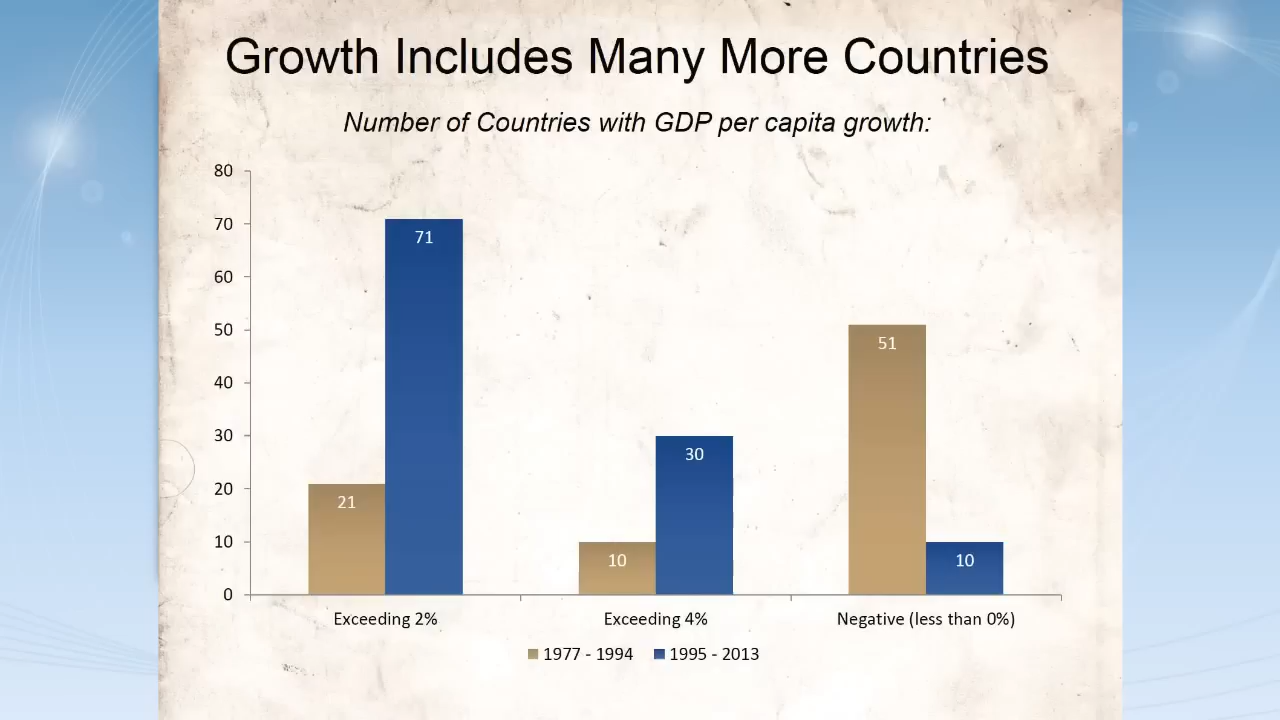 Growth Includes Many More Countries
Number of Countries with GDP per capita growth:
80
70
60
50
40
30
20
10
0
21
71
10
30
51
10
Exceeding 2%
Exceeding 4%
Negative (less than 0%)
1977 - 1994
1995 - 2013